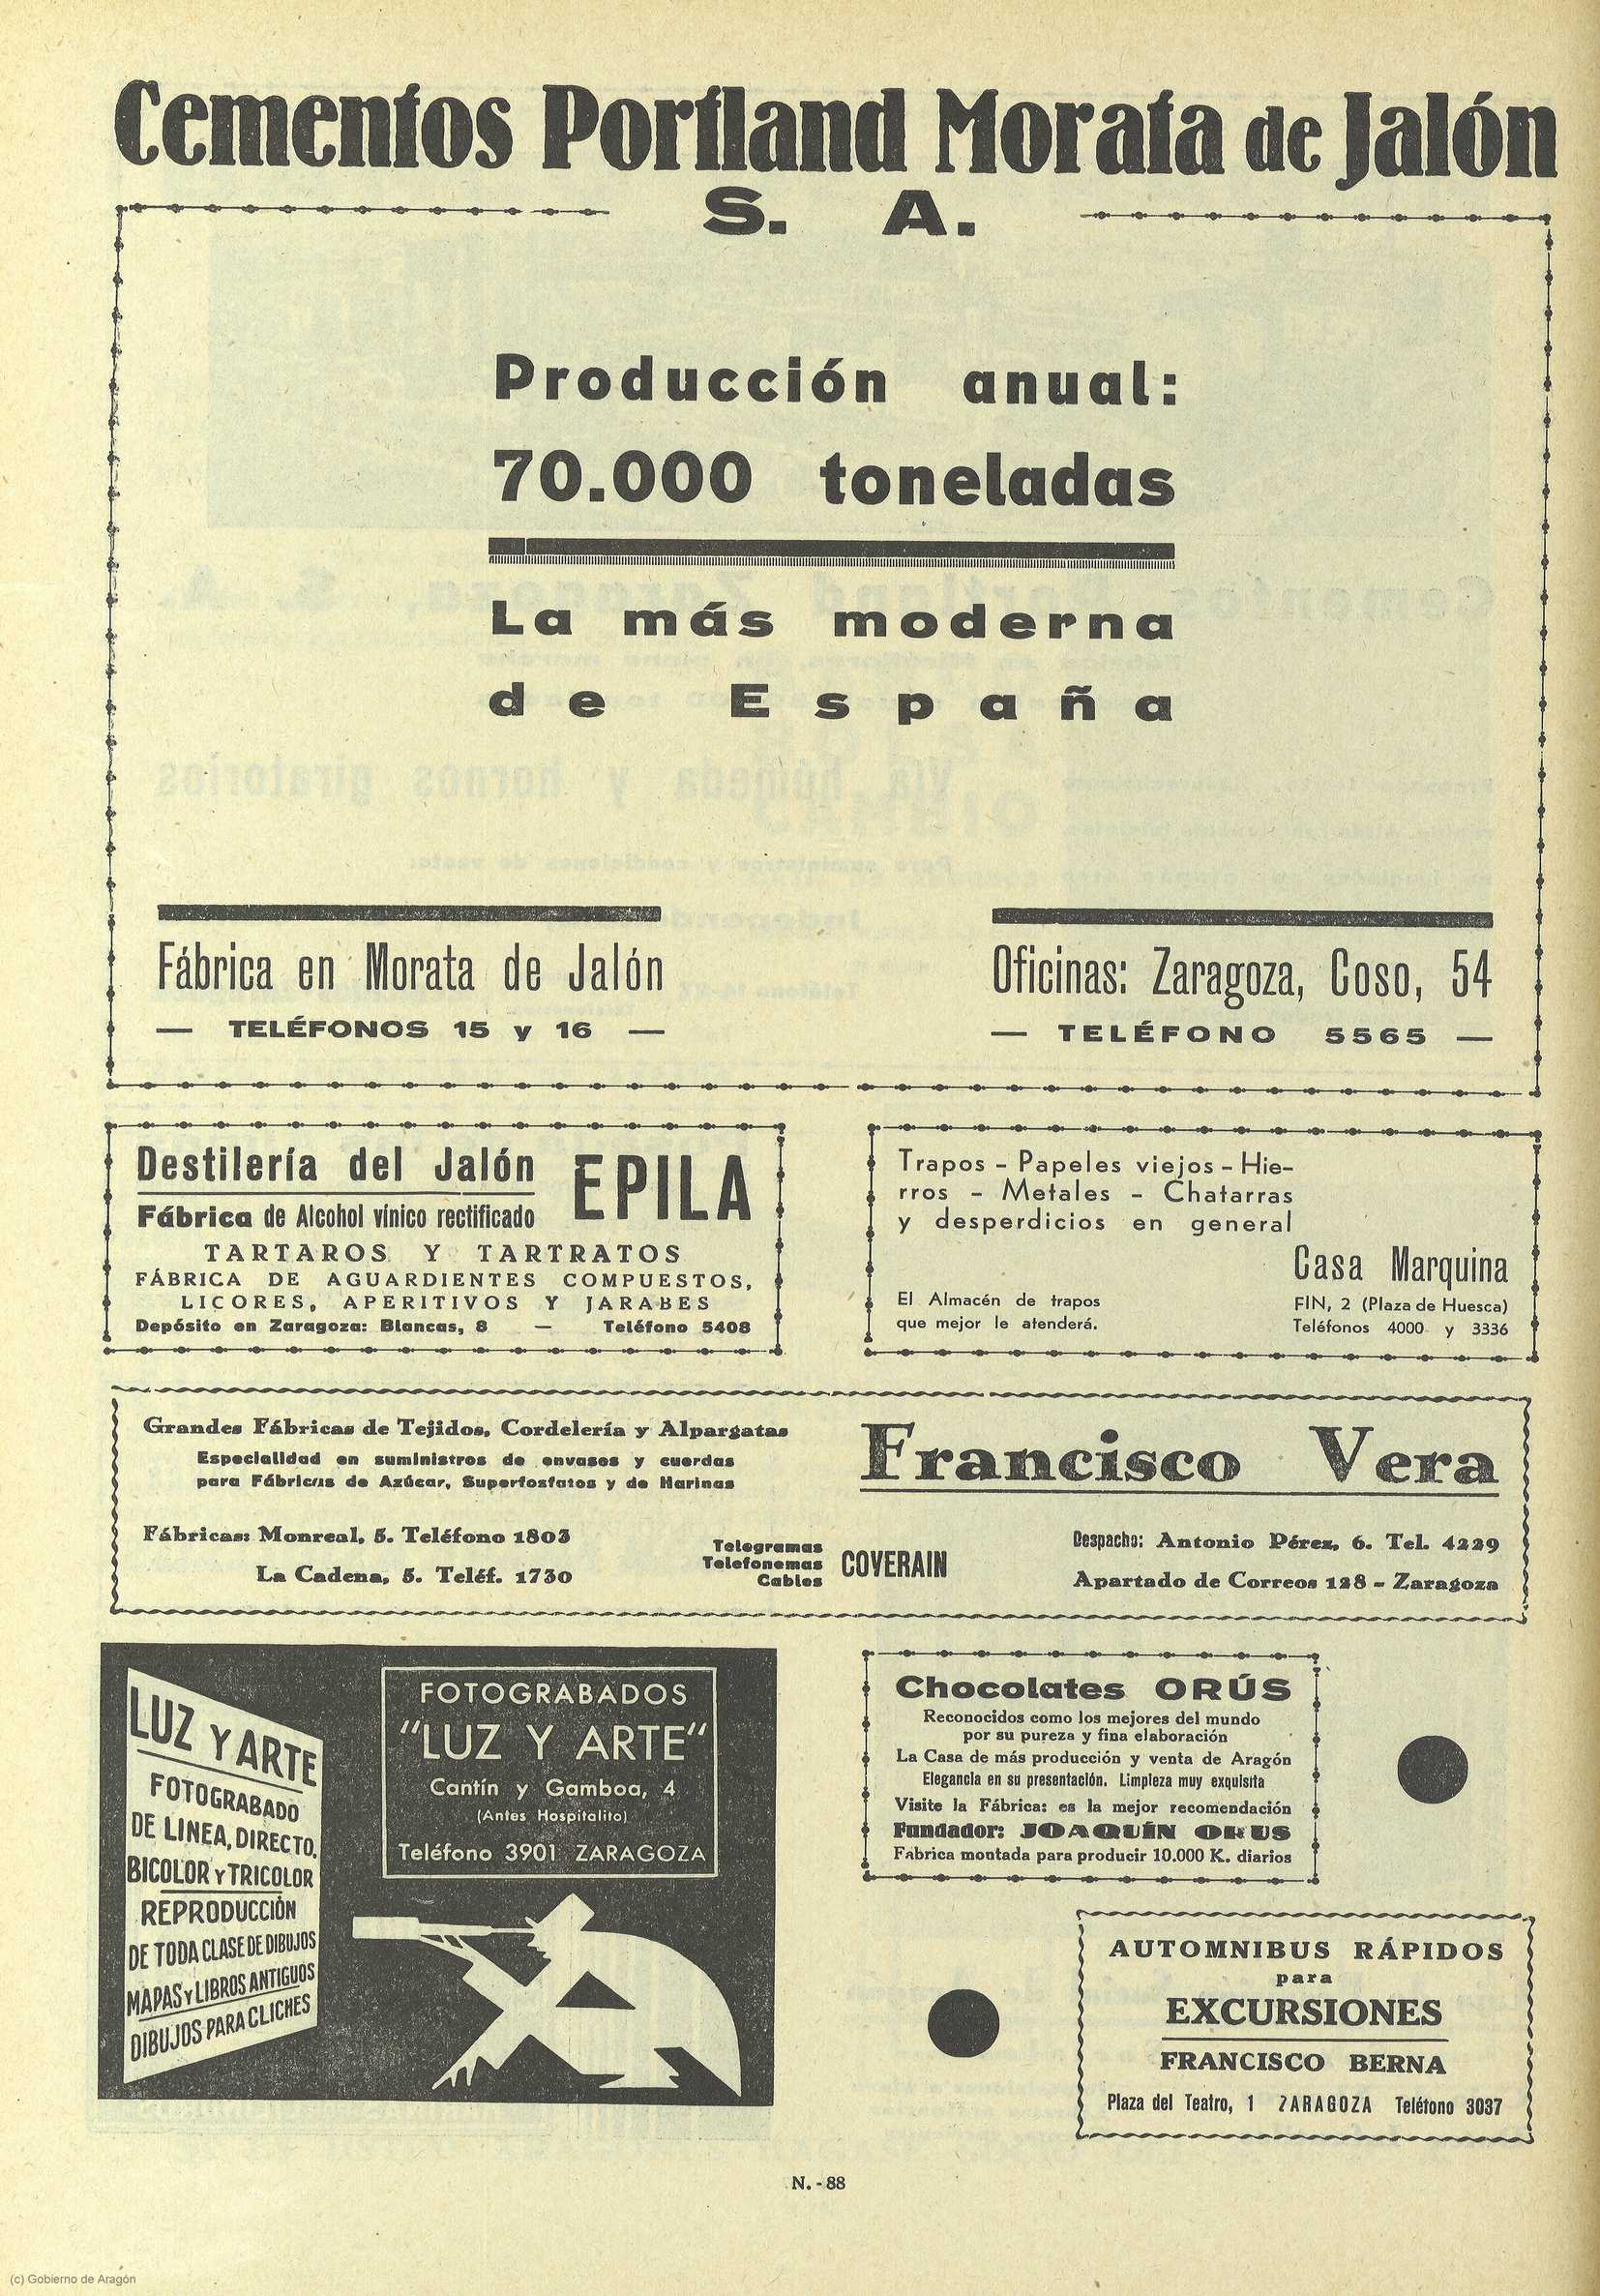 Cementos Portland Morata de Jalón
S. A.
Producción anual:
70.000 toneladas
La más moderna
de España
Fábrica en Morata de Jalón
— TELÉFONOS 15 y 16 —
Oficinas: Zaragoza, Coso, 54
— TELÉFONO 5565 —
Destilería del Jalón
EPILA
Fábrica de Alcohol vínico rectificado
TARTAROS Y TARTRATOS
FÁBRICA DE AGUARDIENTES COMPUESTOS,
LICORES, APERITIVOS Y JARABES
Depósito en Zaragoza: Blancas, 8 — Teléfono 5408
Trapos - Papeles viejos - Hie-
rros - Metales - Chatarras
y desperdicios en general
Casa Marquina
El Almacén de trapos
que mejor le atenderá.
FIN, 2 (Plaza de Huesca)
Teléfonos 4000 y 3336
Grandes Fábricas de Tejidos, Cordelería y Alpargatas
Especialidad en suministros de envases y cuerdas
para Fábricas de Azúcar, Superfosfatos y de Harinas
Francisco Vera
Fábricas: Monreal, 5. Teléfono 1803
La Cadena, 5. Teléf. 1730
Telegramas
Telefonemas
Cables
COVERAIN
Despacho: Antonio Pérez, 6. Tel. 4229
Apartado de Correos 128 - Zaragoza
LUZ Y ARTE
FOTOGRABADO
DE LINEA, DIRECTO,
BICOLOR Y TRICOLOR
REPRODUCCIÓN
DE TODA CLASE DE DIBUJOS
MAPAS Y LIBROS ANTIGUOS
DIBUJOS PARA CLICHES
FOTOGRABADOS
"LUZ Y ARTE"
Cantín y Gamboa, 4
(Antes Hospitalito)
Teléfono 3901 ZARAGOZA
Chocolates ORÚS
Reconocidos como los mejores del mundo
por su pureza y fina elaboración
La Casa de más producción y venta de Aragón
Elegancia en su presentación. Limpieza muy exquisita
Visite la Fábrica: es la mejor recomendación
Fundador: JOAQUÍN ORUS
Fabrica montada para producir 10.000 K. diarios
AUTOMNIBUS RÁPIDOS
para
EXCURSIONES
FRANCISCO BERNA
Plaza del Teatro, 1 ZARAGOZA Teléfono 3037
N. - 88
(c) Gobierno de Aragón